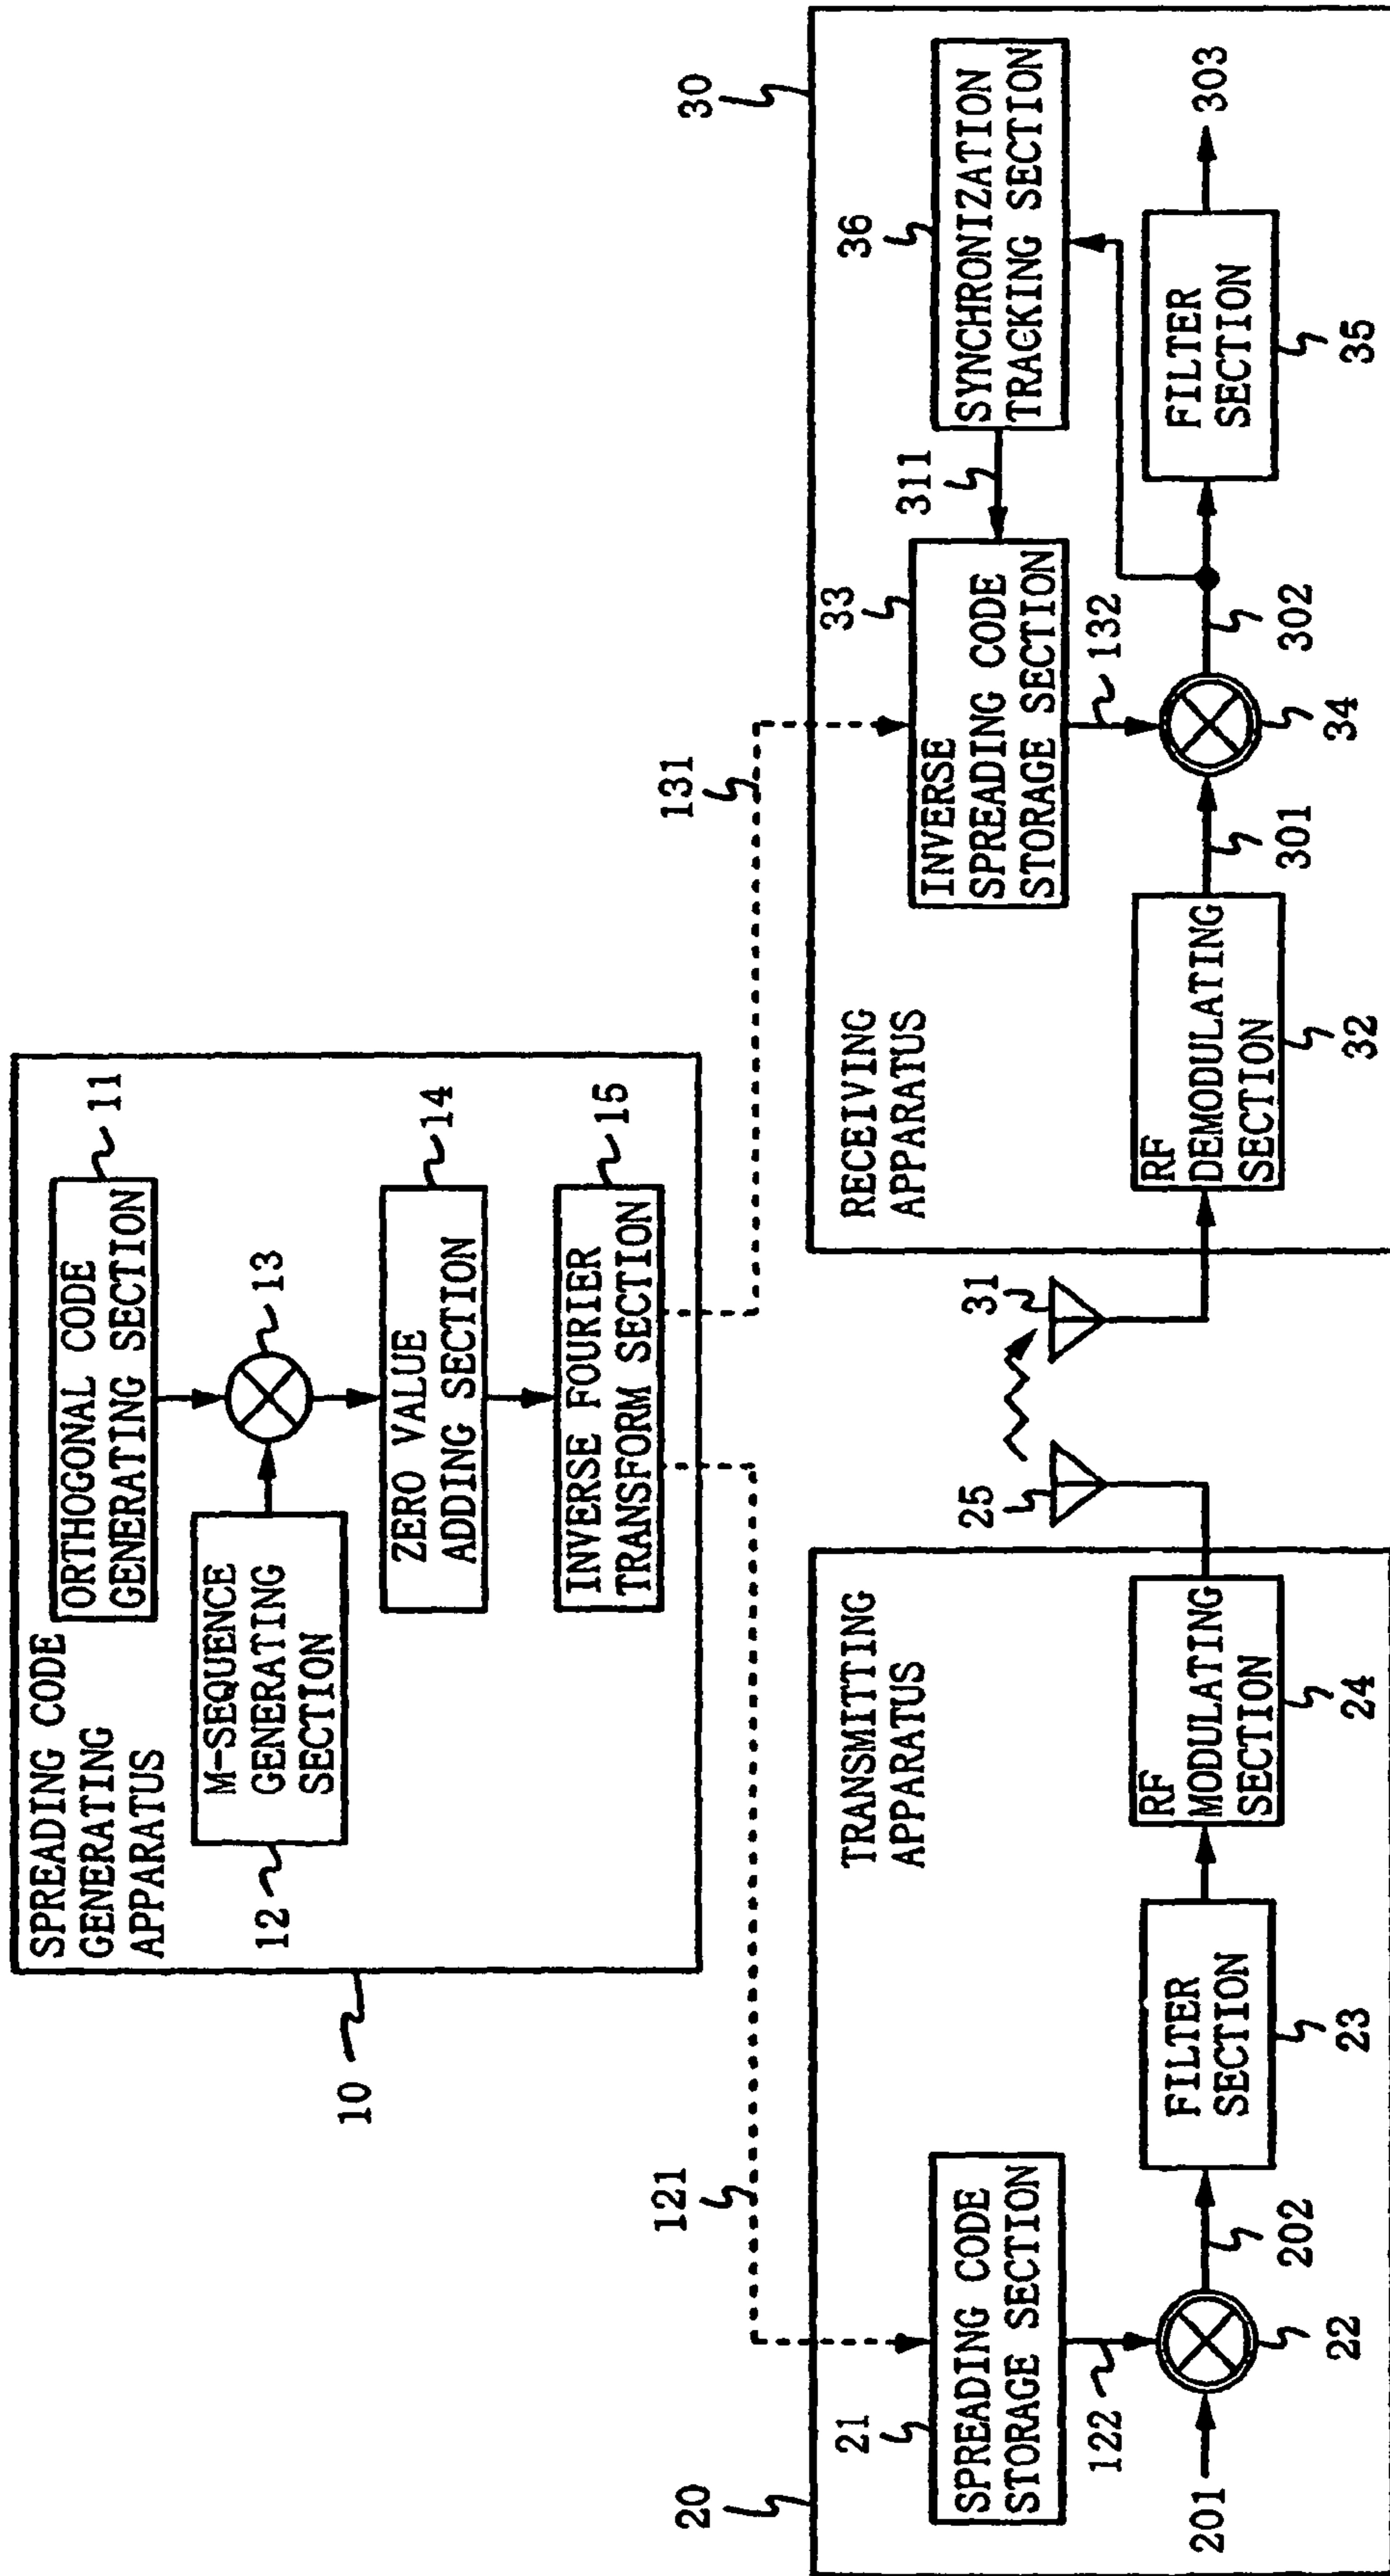 SPREADING CODE
GENERATING
APPARATUS
ORTHOGONAL CODE
GENERATING SECTION
11
M-SEQUENCE
GENERATING
SECTION
12
13
ZERO VALUE
ADDING SECTION
14
INVERSE FOURIER
TRANSFORM SECTION
15
10
121
131
20
TRANSMITTING
APPARATUS
21
SPREADING CODE
STORAGE SECTION
122
201
22
202
FILTER
SECTION
23
RF
MODULATING
SECTION
24
25
31
30
RECEIVING
APPARATUS
RF
DEMODULATING
SECTION
32
301
33
INVERSE
SPREADING CODE
STORAGE SECTION
132
34
302
311
36
SYNCHRONIZATION
TRACKING SECTION
FILTER
SECTION
35
303